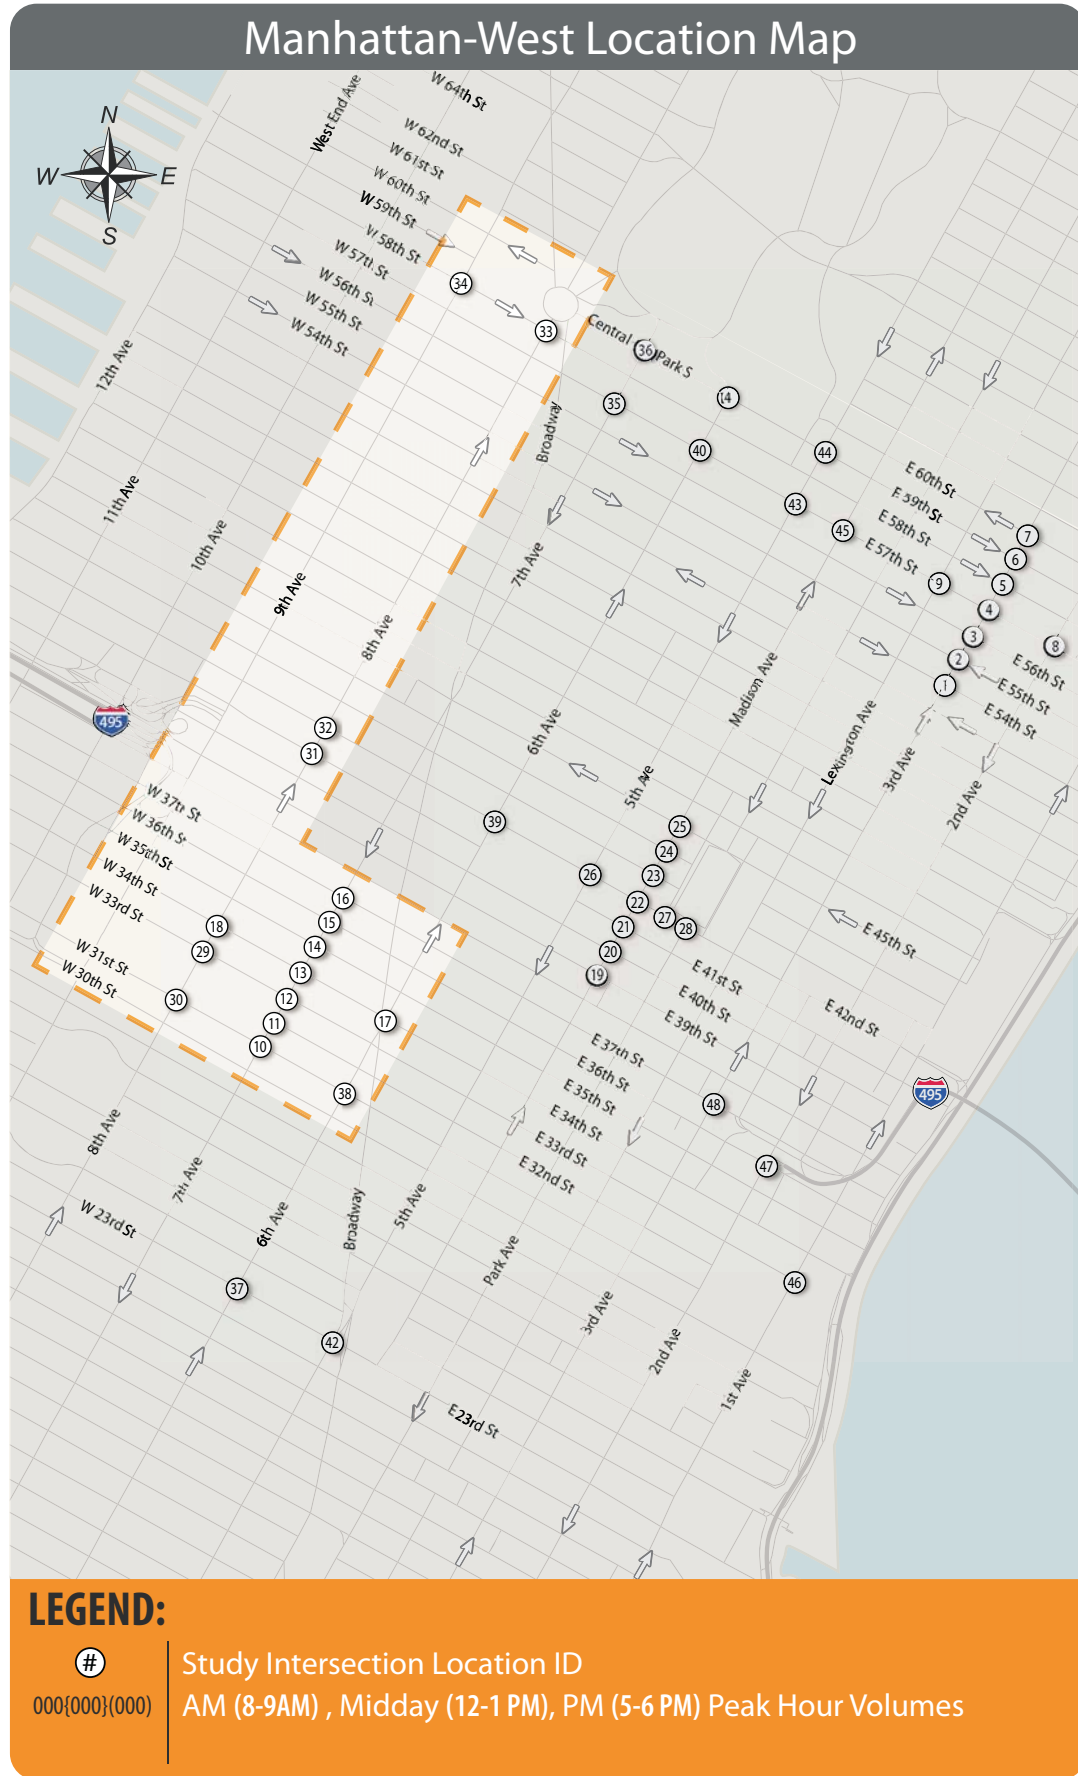 Manhattan-West Location Map
N
W E
S
West End Ave
W 64th St
W 62nd St
W 61st St
W 60th St
W 59th St
W 58th St
W 57th St
W 56th St
W 55th St
W 54th St
12th Ave
11th Ave
10th Ave
9th Ave
8th Ave
34
33
Central Park S
36
35
14
40
44
43
45
Broadway
7th Ave
E 60th St
E 59th St
E 58th St
E 57th St
7
6
5
9
4
3
2
1
8
E 56th St
E 55th St
E 54th St
Madison Ave
Lexington Ave
3rd Ave
2nd Ave
6th Ave
5th Ave
495
32
31
W 37th St
W 36th St
W 35th St
W 34th St
W 33rd St
W 31st St
W 30th St
39
25
24
26
23
22
27
28
21
20
19
16
15
18
14
29
13
30
12
11
17
10
38
E 45th St
E 42nd St
E 41st St
E 40th St
E 39th St
E 37th St
E 36th St
E 35th St
E 34th St
E 33rd St
E 32nd St
495
48
47
46
8th Ave
7th Ave
6th Ave
Broadway
5th Ave
Park Ave
3rd Ave
2nd Ave
1st Ave
W 23rd St
37
42
E 23rd St
LEGEND:
# Study Intersection Location ID
000{000}(000) AM (8-9AM) , Midday (12-1 PM), PM (5-6 PM) Peak Hour Volumes